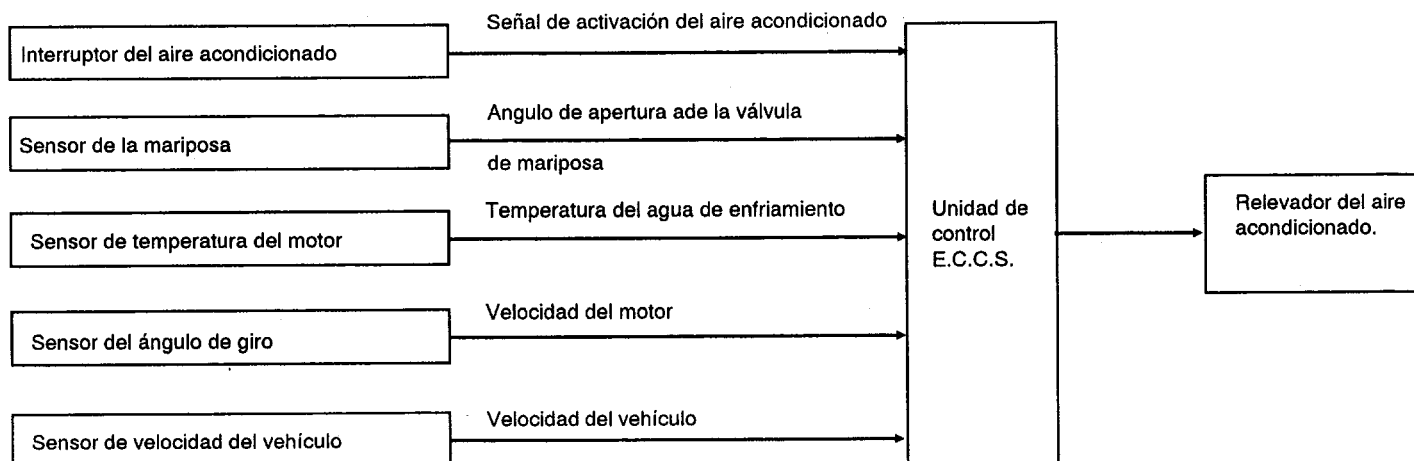 Señal de activación del aire acondicionado
Interruptor del aire acondicionado
Angulo de apertura ade la válvula
Sensor de la mariposa
de mariposa
Temperatura del agua de enfriamiento
Sensor de temperatura del motor
Velocidad del motor
Sensor del ángulo de giro
Velocidad del vehículo
Sensor de velocidad del vehículo
Unidad de
control
E.C.C.S.
Relevador del aire
acondicionado.